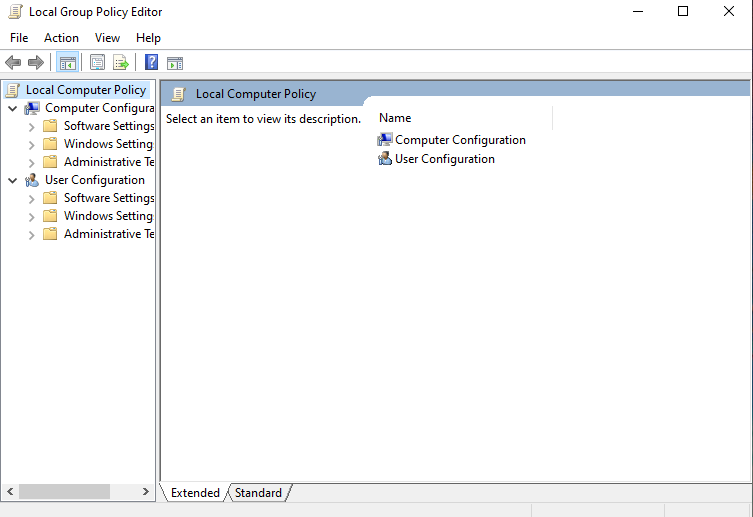 Local Group Policy Editor
File Action View Help
Local Computer Policy
Computer Configura
Software Settings
Windows Setting
Administrative Te
User Configuration
Software Settings
Windows Setting
Administrative Te
Local Computer Policy
Select an item to view its description.
Name
Computer Configuration
User Configuration
Extended Standard